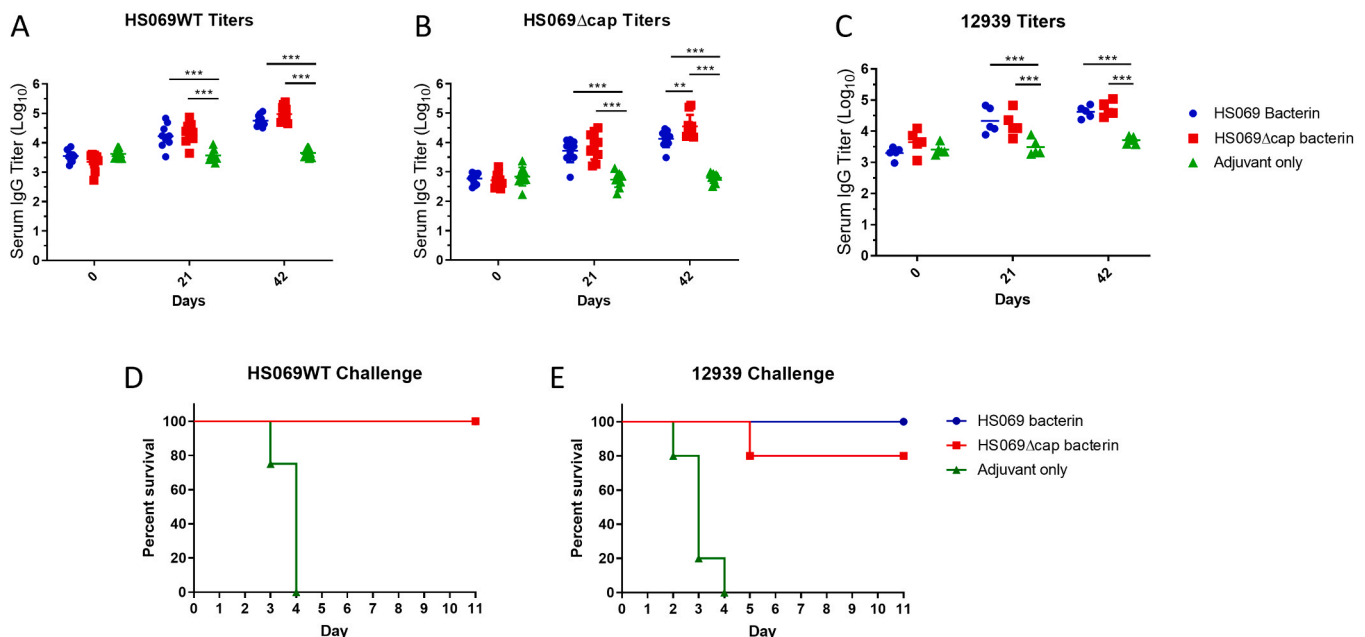 A
HS069WT Titers
Serum IgG Titer (Log10)
6
5
4
3
2
1
0
***
***
***
***
0
21
42
Days
B
HS069Δcap Titers
Serum IgG Titer (Log10)
6
5
4
3
2
1
0
***
***
***
**
***
0
21
42
Days
C
12939 Titers
Serum IgG Titer (Log10)
6
5
4
3
2
1
0
***
***
***
***
0
21
42
Days
HS069 Bacterin
HS069Δcap bacterin
Adjuvant only
D
HS069WT Challenge
Percent survival
100
80
60
40
20
0
0 1 2 3 4 5 6 7 8 9 10 11
Day
E
12939 Challenge
Percent survival
100
80
60
40
20
0
0 1 2 3 4 5 6 7 8 9 10 11
Day
HS069 bacterin
HS069Δcap bacterin
Adjuvant only